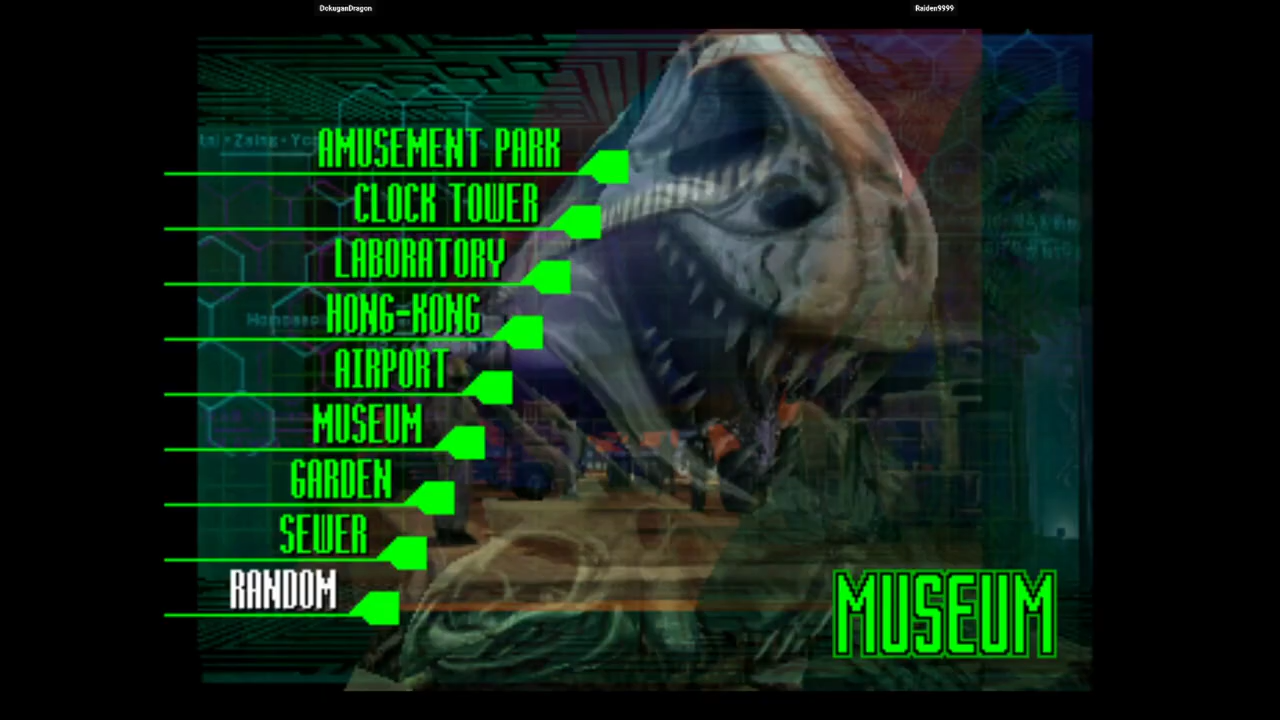 DokuganDragon
Raiden9999
AMUSEMENT PARK
CLOCK TOWER
LABORATORY
HONG-KONG
AIRPORT
MUSEUM
GARDEN
SEWER
RANDOM
MUSEUM